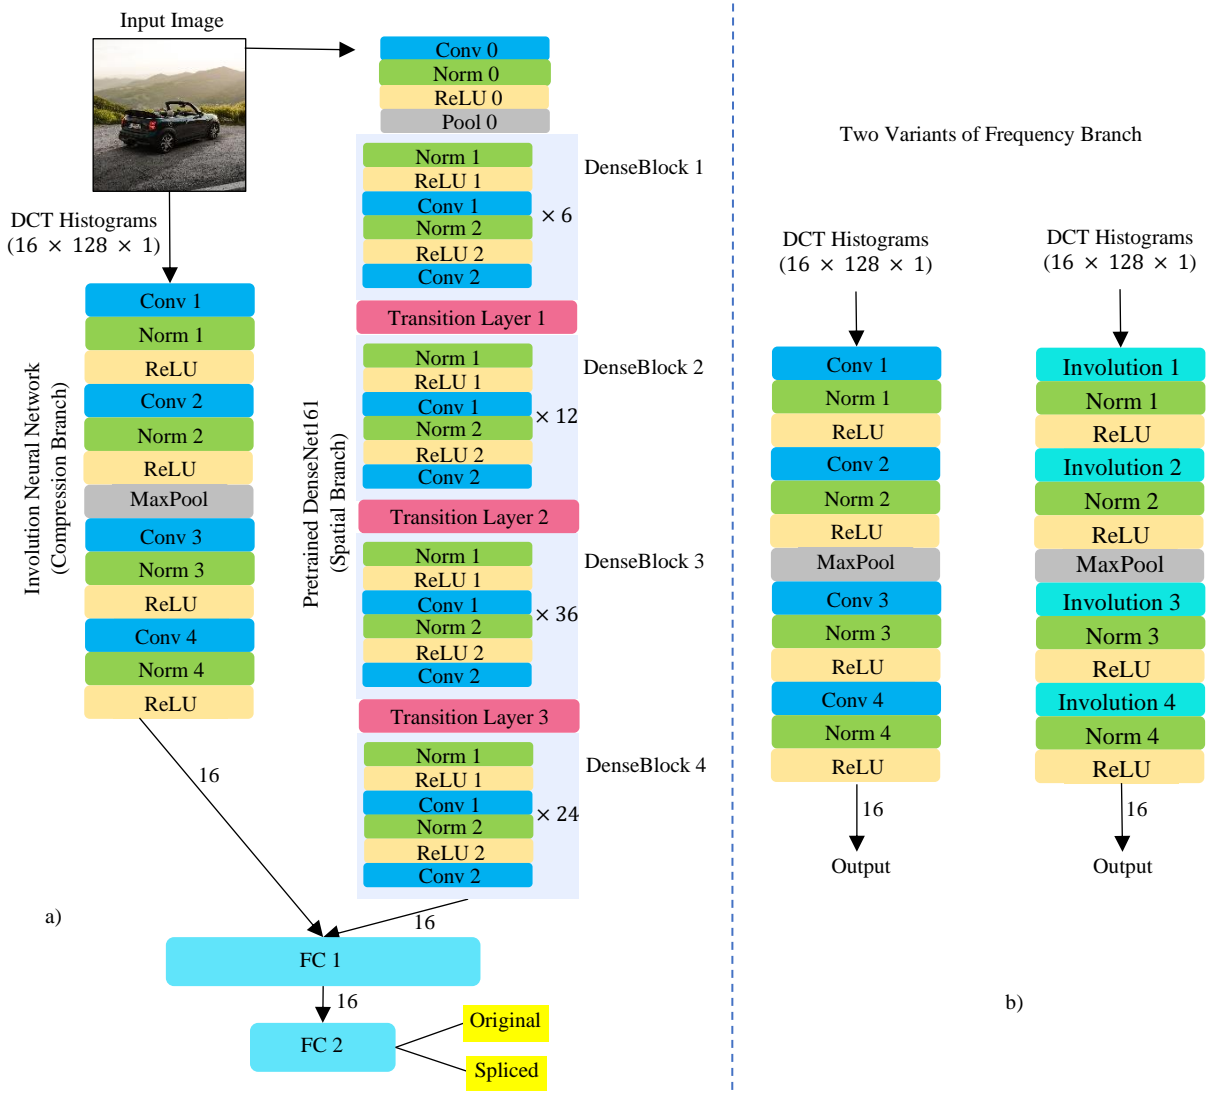 Input Image
DCT Histograms
(16 × 128 × 1)
Involution Neural Network
(Compression Branch)
Conv 1
Norm 1
ReLU
Conv 2
Norm 2
ReLU
MaxPool
Conv 3
Norm 3
ReLU
Conv 4
Norm 4
ReLU
16
Pretrained DenseNet161
(Spatial Branch)
Conv 0
Norm 0
ReLU 0
Pool 0
DenseBlock 1
Norm 1
ReLU 1
Conv 1
Norm 2
ReLU 2
Conv 2
× 6
Transition Layer 1
DenseBlock 2
Norm 1
ReLU 1
Conv 1
Norm 2
ReLU 2
Conv 2
× 12
Transition Layer 2
DenseBlock 3
Norm 1
ReLU 1
Conv 1
Norm 2
ReLU 2
Conv 2
× 36
Transition Layer 3
DenseBlock 4
Norm 1
ReLU 1
Conv 1
Norm 2
ReLU 2
Conv 2
× 24
16
a)
FC 1
16
FC 2
Original
Spliced
Two Variants of Frequency Branch
DCT Histograms
(16 × 128 × 1)
Conv 1
Norm 1
ReLU
Conv 2
Norm 2
ReLU
MaxPool
Conv 3
Norm 3
ReLU
Conv 4
Norm 4
ReLU
16
Output
DCT Histograms
(16 × 128 × 1)
Involution 1
Norm 1
ReLU
Involution 2
Norm 2
ReLU
MaxPool
Involution 3
Norm 3
ReLU
Involution 4
Norm 4
ReLU
16
Output
b)